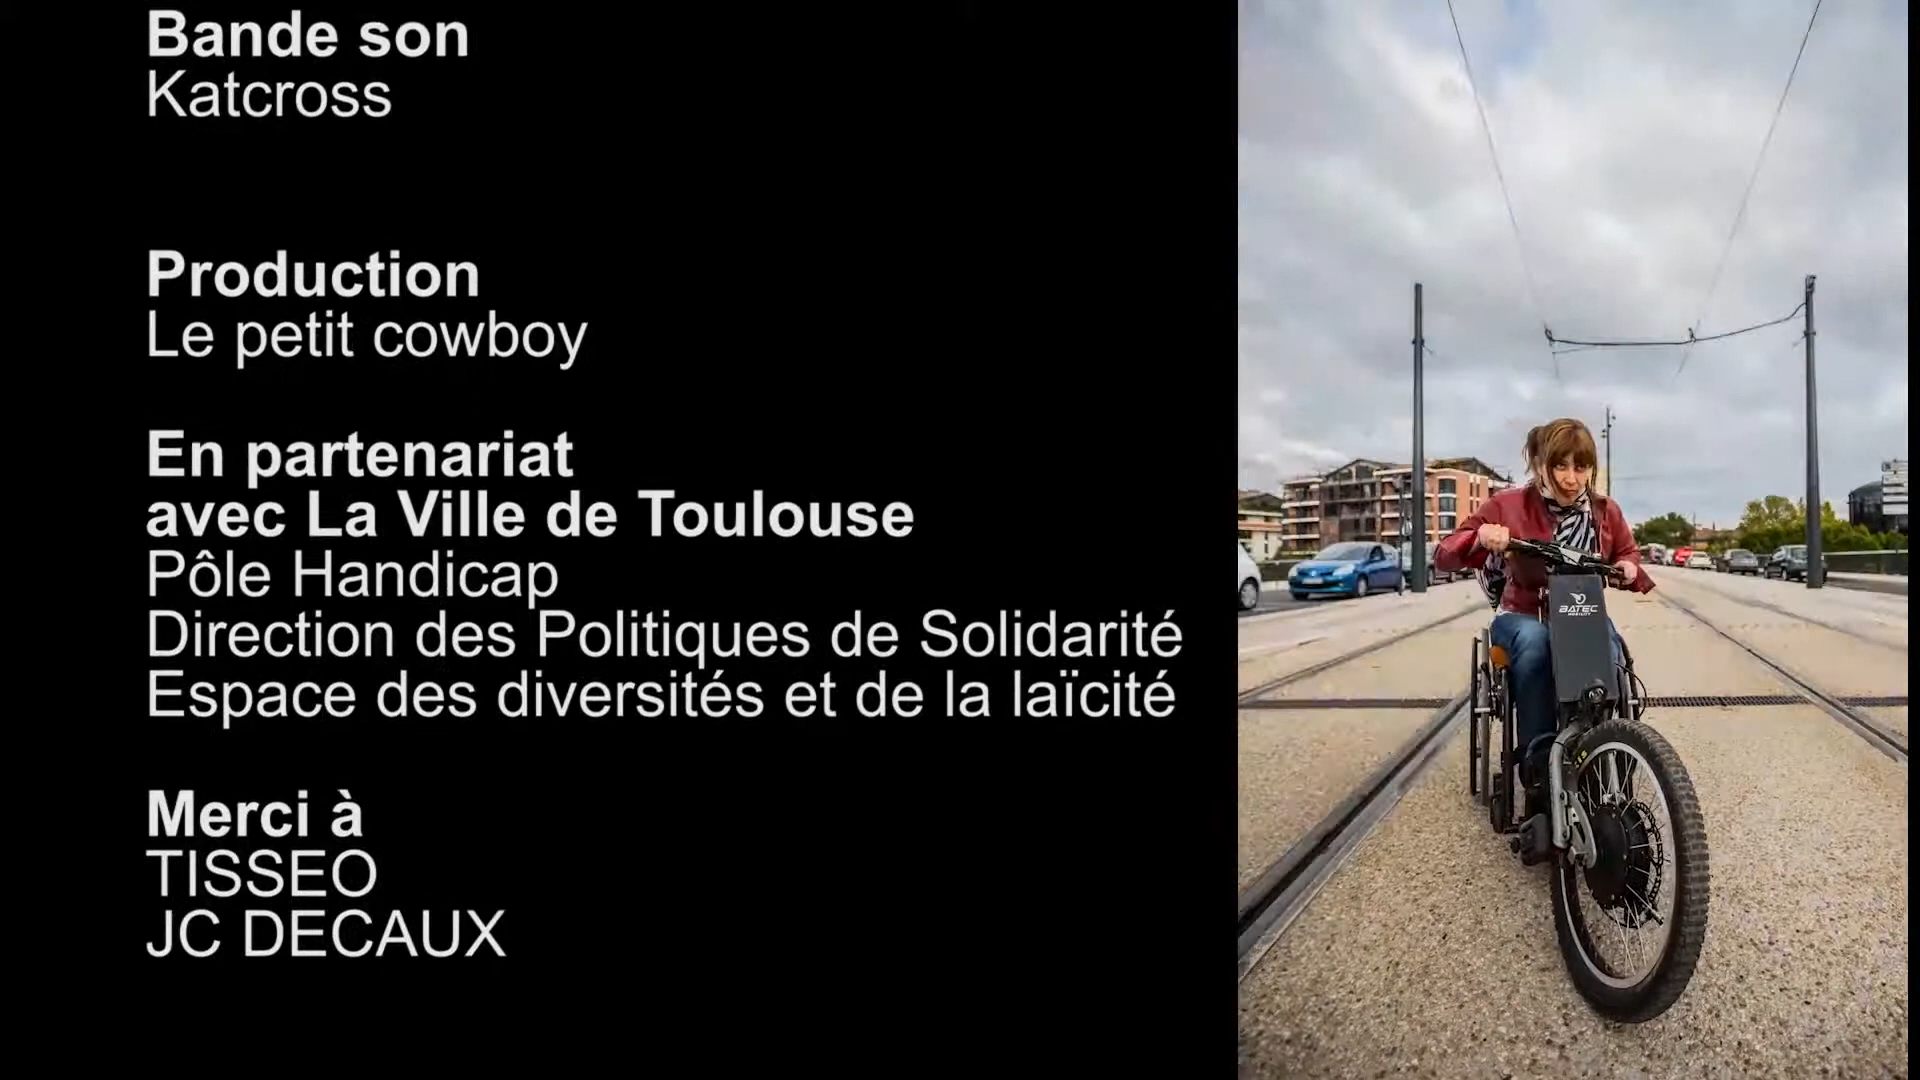 Bande son
Katcross
Production
Le petit cowboy
En partenariat
avec La Ville de Toulouse
Pôle Handicap
Direction des Politiques de Solidarité
Espace des diversités et de la laïcité
Merci à
TISSEO
JC DECAUX
BATEC
MOBILITY